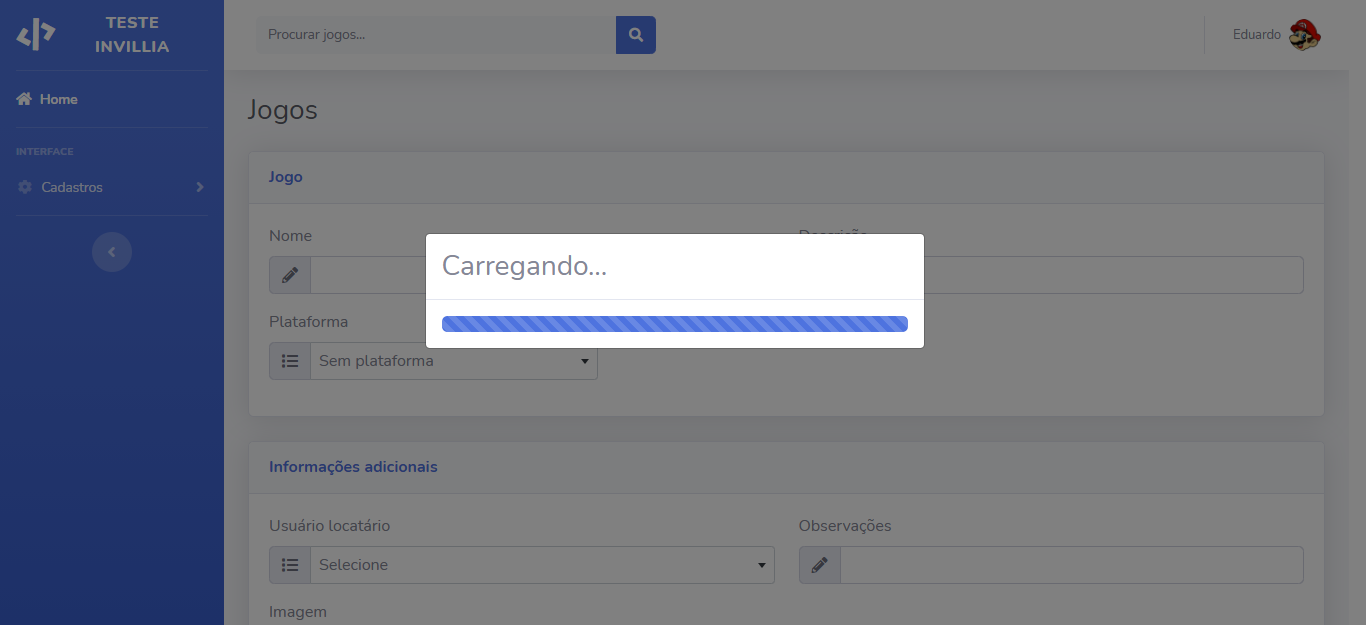 TESTE
INVILLIA
Procurar jogos...
Eduardo
Home
INTERFACE
Cadastros
Jogos
Jogo
Nome
Descrição
Carregando...
Plataforma
Sem plataforma
Informações adicionais
Usuário locatário
Observações
Selecione
Imagem